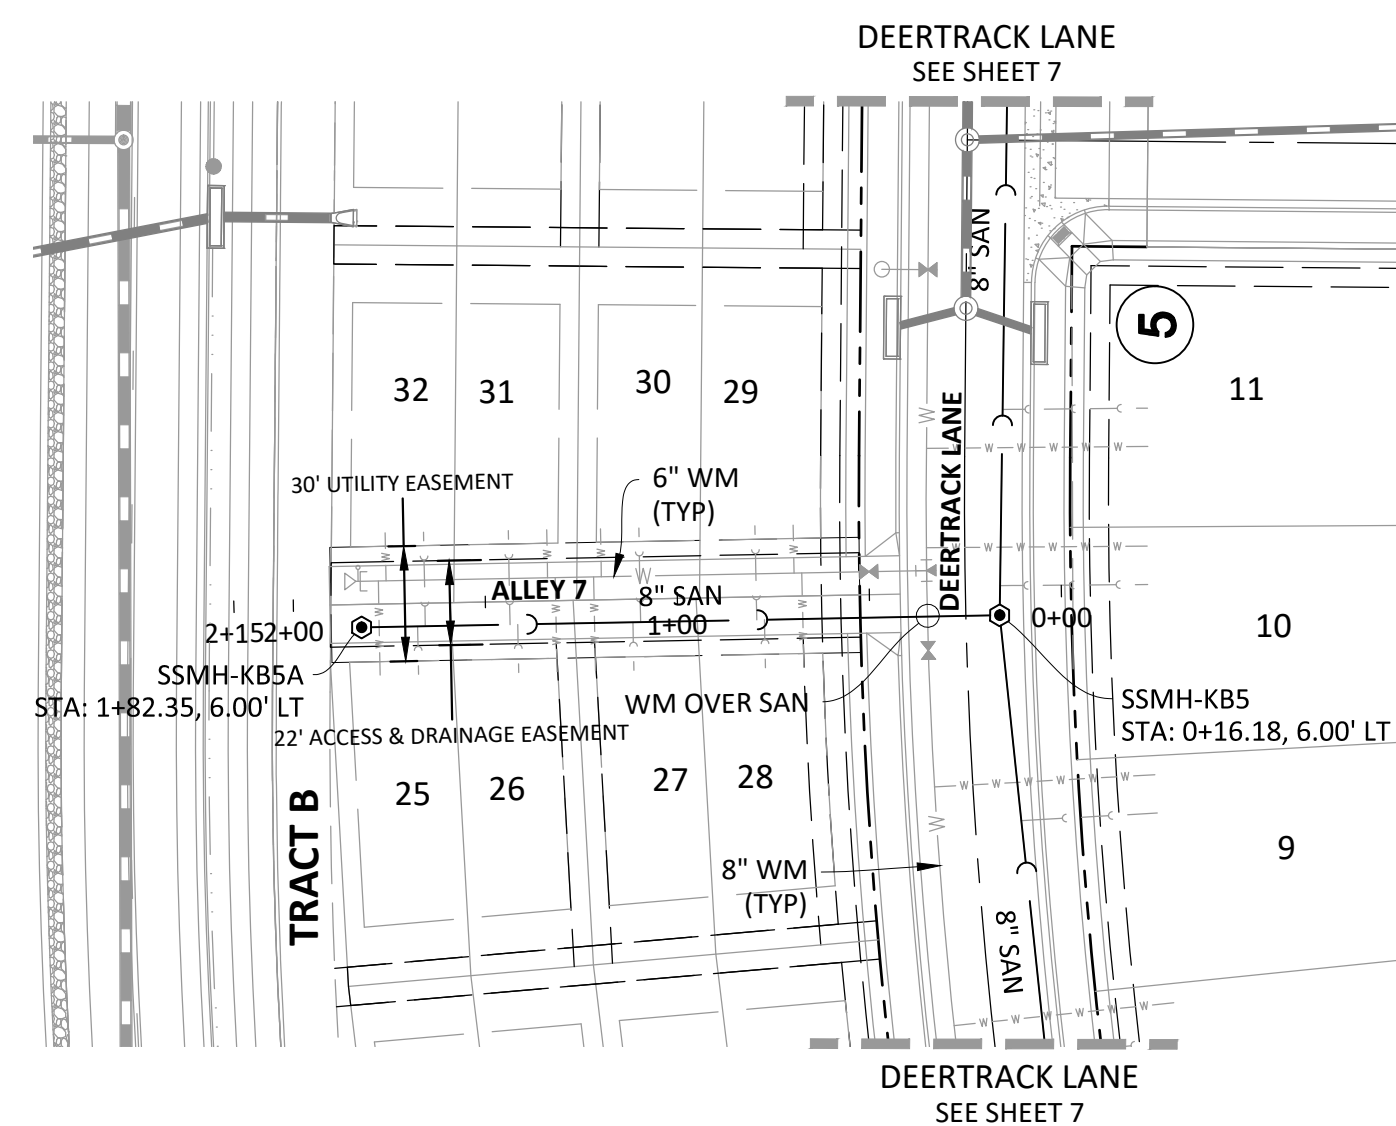 DEERTRACK LANE
SEE SHEET 7
8" SAN
5
32
31
30
29
11
DEERTRACK LANE
30' UTILITY EASEMENT
6" WM
(TYP)
W
W
ALLEY 7
8" SAN
1+00
2+15
2+00
0+00
10
SSMH-KB5A
STA: 1+82.35, 6.00' LT
WM OVER SAN
SSMH-KB5
STA: 0+16.18, 6.00' LT
22' ACCESS & DRAINAGE EASEMENT
25
26
27
28
TRACT B
W
9
8" WM
(TYP)
8" SAN
DEERTRACK LANE
SEE SHEET 7